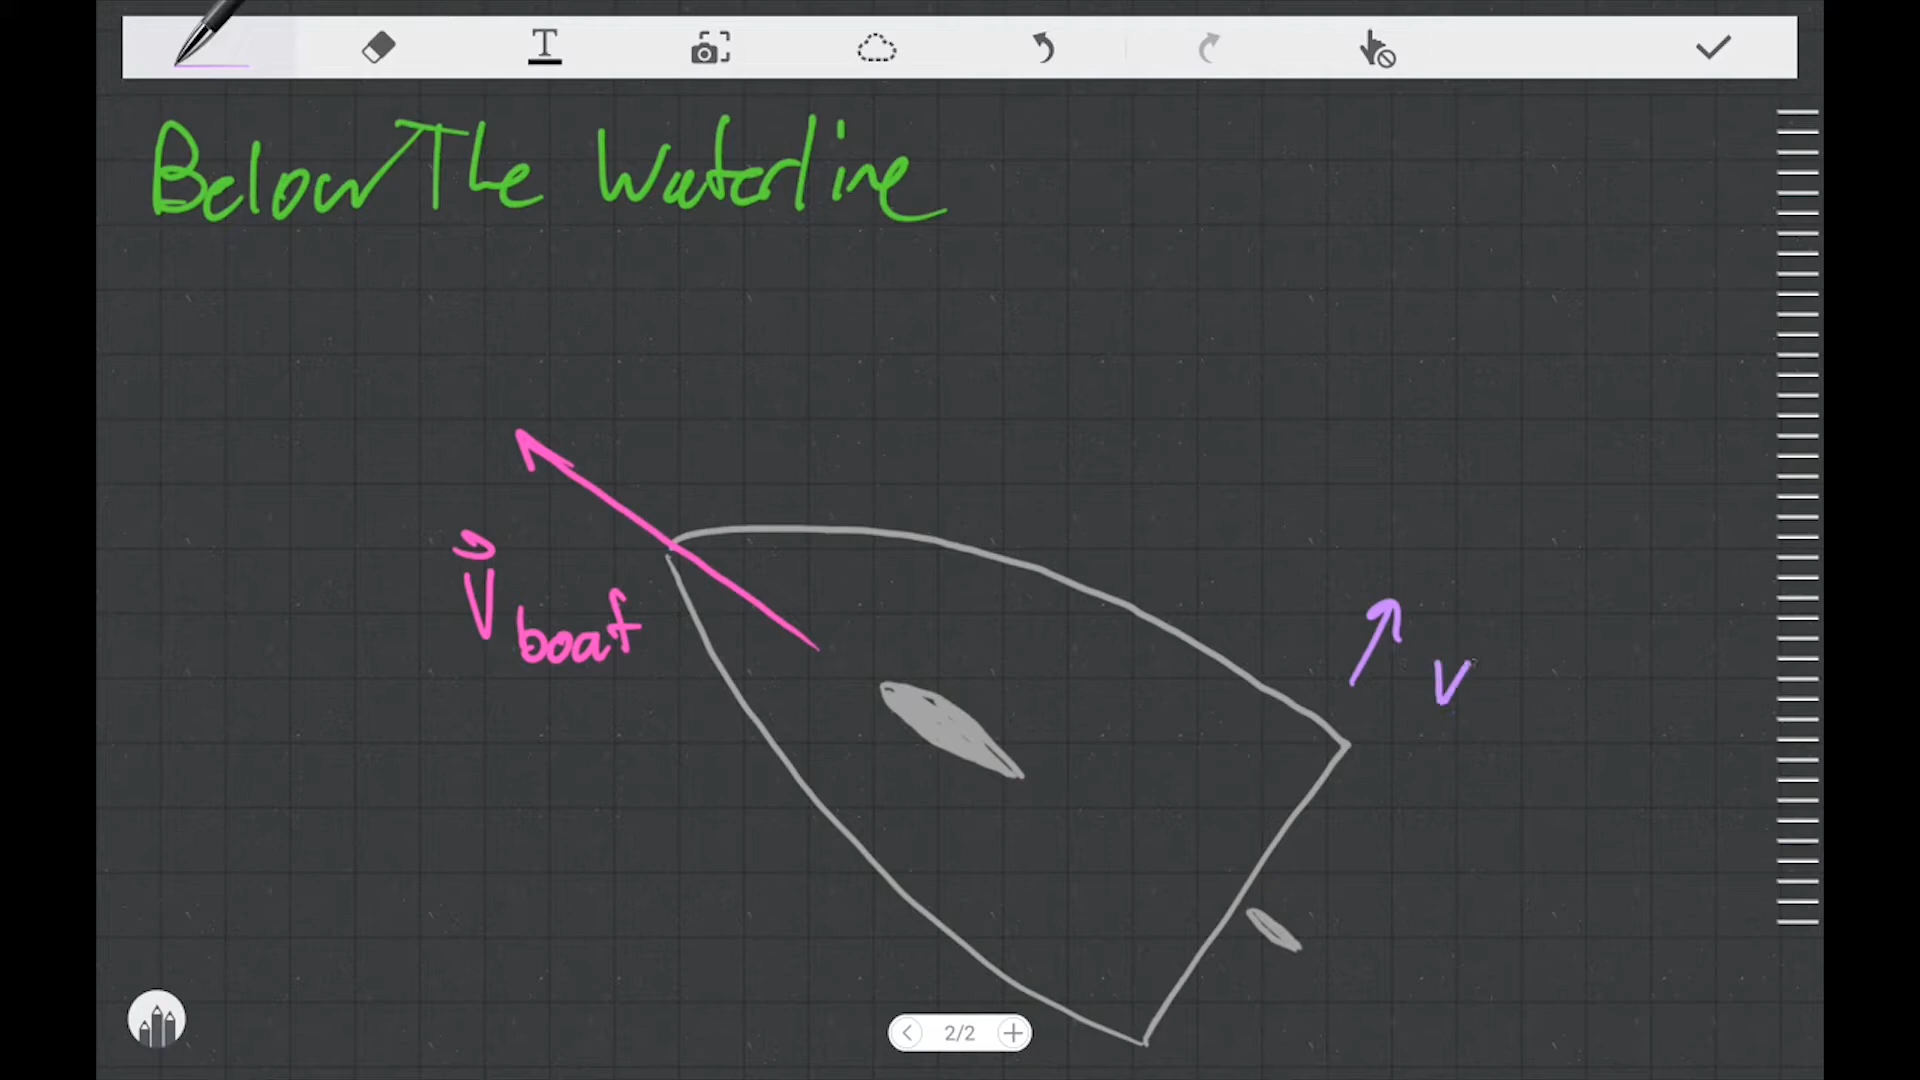 Below The Waterline
V boat
V
T
2/2